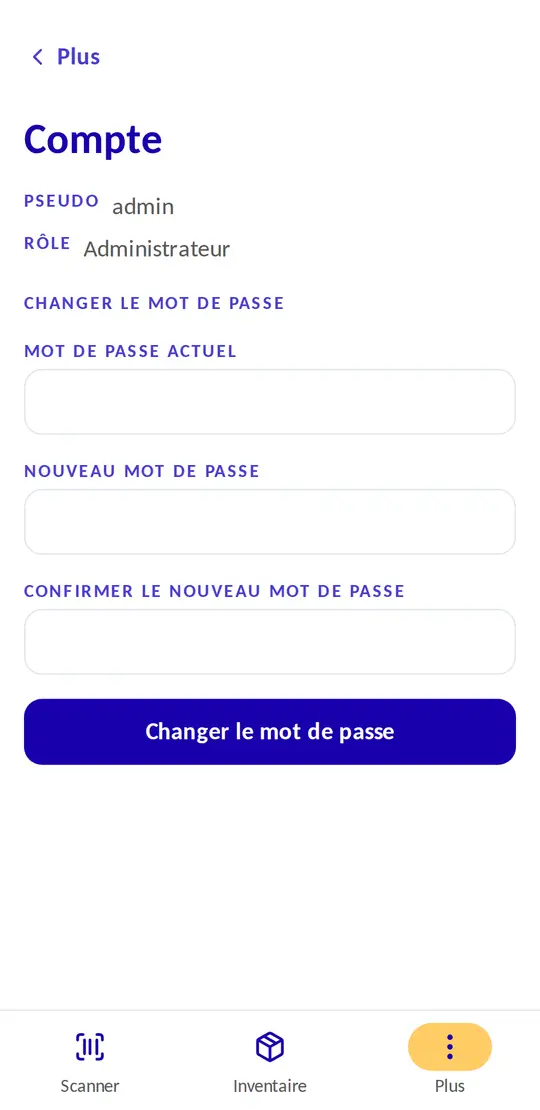 Plus
Compte
PSEUDO admin
RÔLE Administrateur
CHANGER LE MOT DE PASSE
MOT DE PASSE ACTUEL
NOUVEAU MOT DE PASSE
CONFIRMER LE NOUVEAU MOT DE PASSE
Changer le mot de passe
Scanner Inventaire Plus